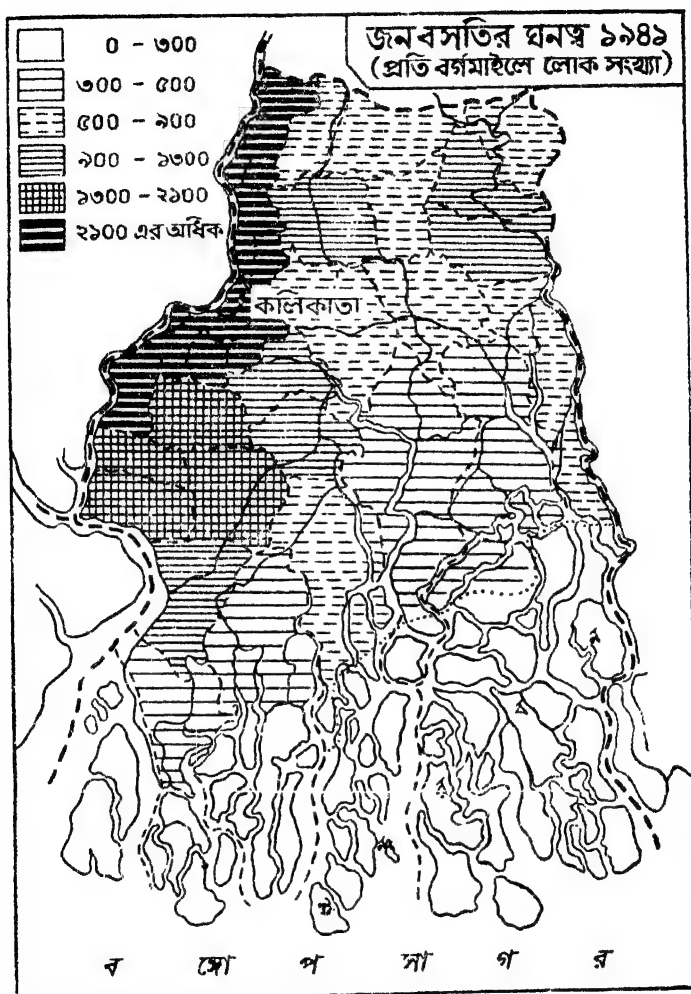 জনবসতির ঘনত্ব ১৯৪১
(প্রতি বর্গমাইলে লোক সংখ্যা)
০ - ৩০০
৩০০ - ৫০০
৫০০ - ৯০০
৯০০ - ১৩০০
১৩০০ - ২১০০
২১০০ এর অধিক
কলিকাতা
ব ঙ্গো প সা গ র